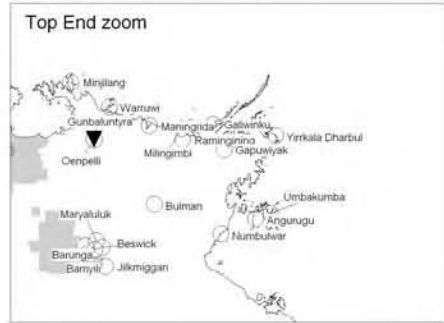 Top End zoom
Minjilang
Warruwi
Gunbaluntyra
Maningrida
Galiwinku
Ramingining
Yirrkala Dharbul
Milingimbi
Gapuwiyak
Oenpelli
Umbakumba
Bulman
Angurugu
Maryaluluk
Numbulwar
Beswick
Barunga
Bamyili
Jilkmiggan